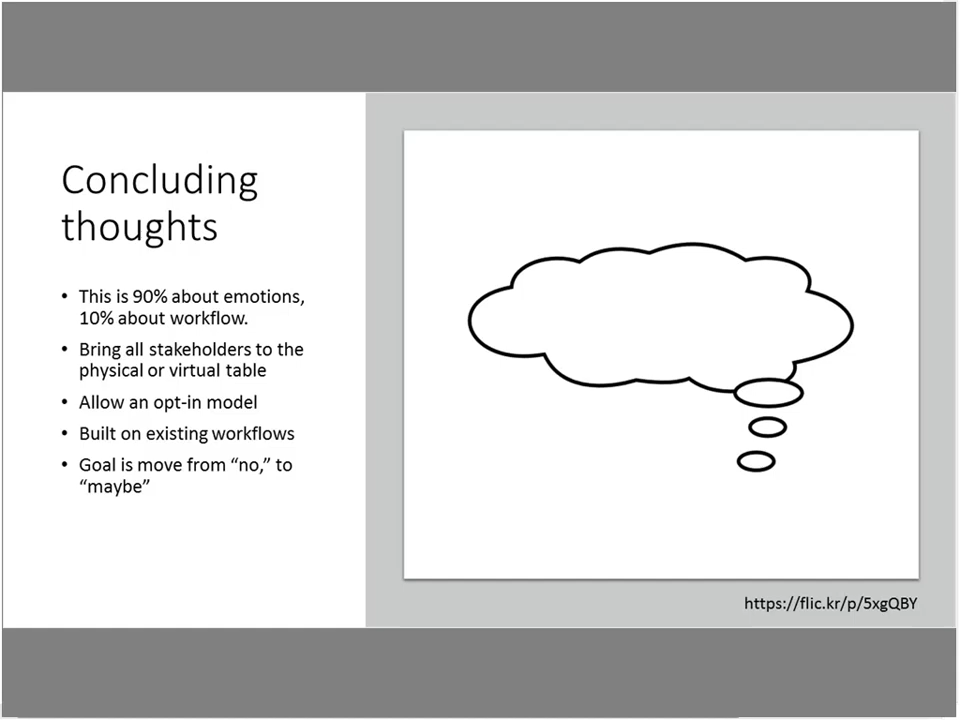 Concluding
thoughts
• This is 90% about emotions,
10% about workflow.
• Bring all stakeholders to the
physical or virtual table
• Allow an opt-in model
• Built on existing workflows
• Goal is move from “no,” to
“maybe”
https://flic.kr/p/5xgQBY